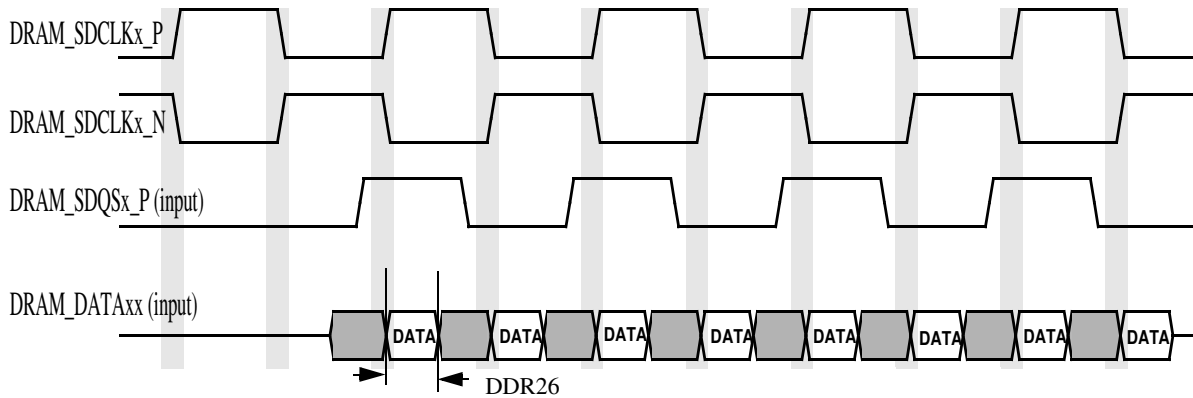 DRAM_SDCLKx_P
DRAM_SDCLKx_N
DRAM_SDQSx_P (input)
DRAM_DATAxx (input)
DATA DATA DATA DATA DATA DATA DATA DATA
DDR26